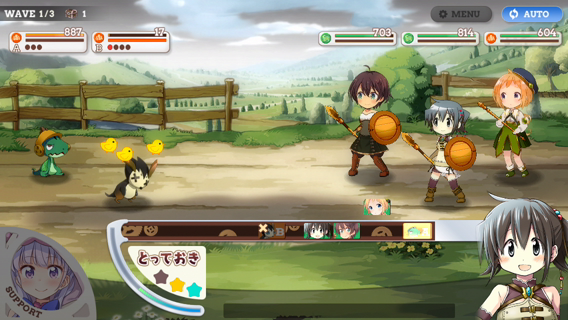 WAVE 1/3 1
MENU
AUTO
887
17
703
814
604
A
B
B
とっておき
SUPPORT